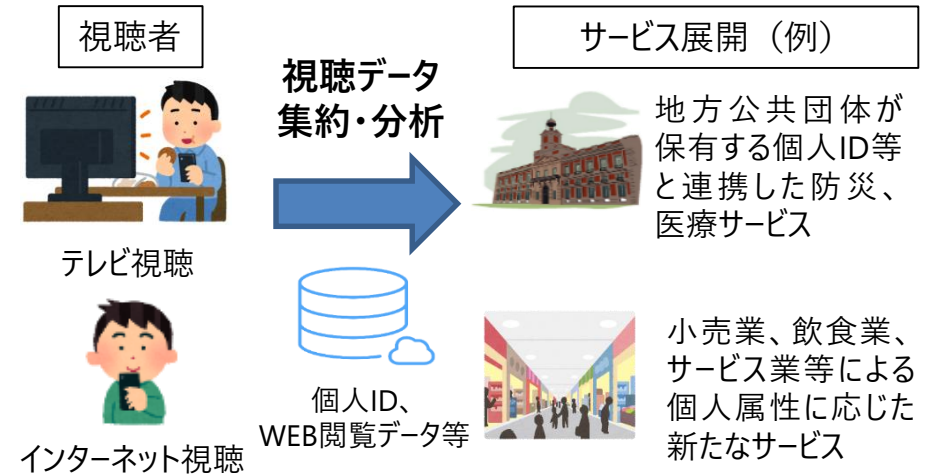 視聴者
視聴データ
集約・分析
サービス展開（例）
テレビ視聴
インターネット視聴
個人ID、
WEB閲覧データ等
地方公共団体が
保有する個人ID等
と連携した防災、
医療サービス
小売業、飲食業、
サービス業等による
個人属性に応じた
新たなサービス